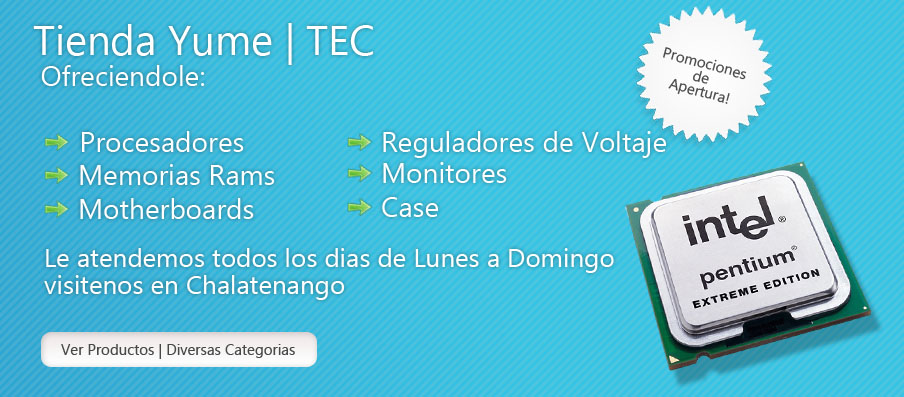 Tienda Yume | TEC
Ofreciendole:
Promociones
de
Apertura!
Procesadores
Memorias Rams
Motherboards
Reguladores de Voltaje
Monitores
Case
intel®
pentium®
EXTREME EDITION
Le atendemos todos los dias de Lunes a Domingo
visitenos en Chalatenango
Ver Productos | Diversas Categorias